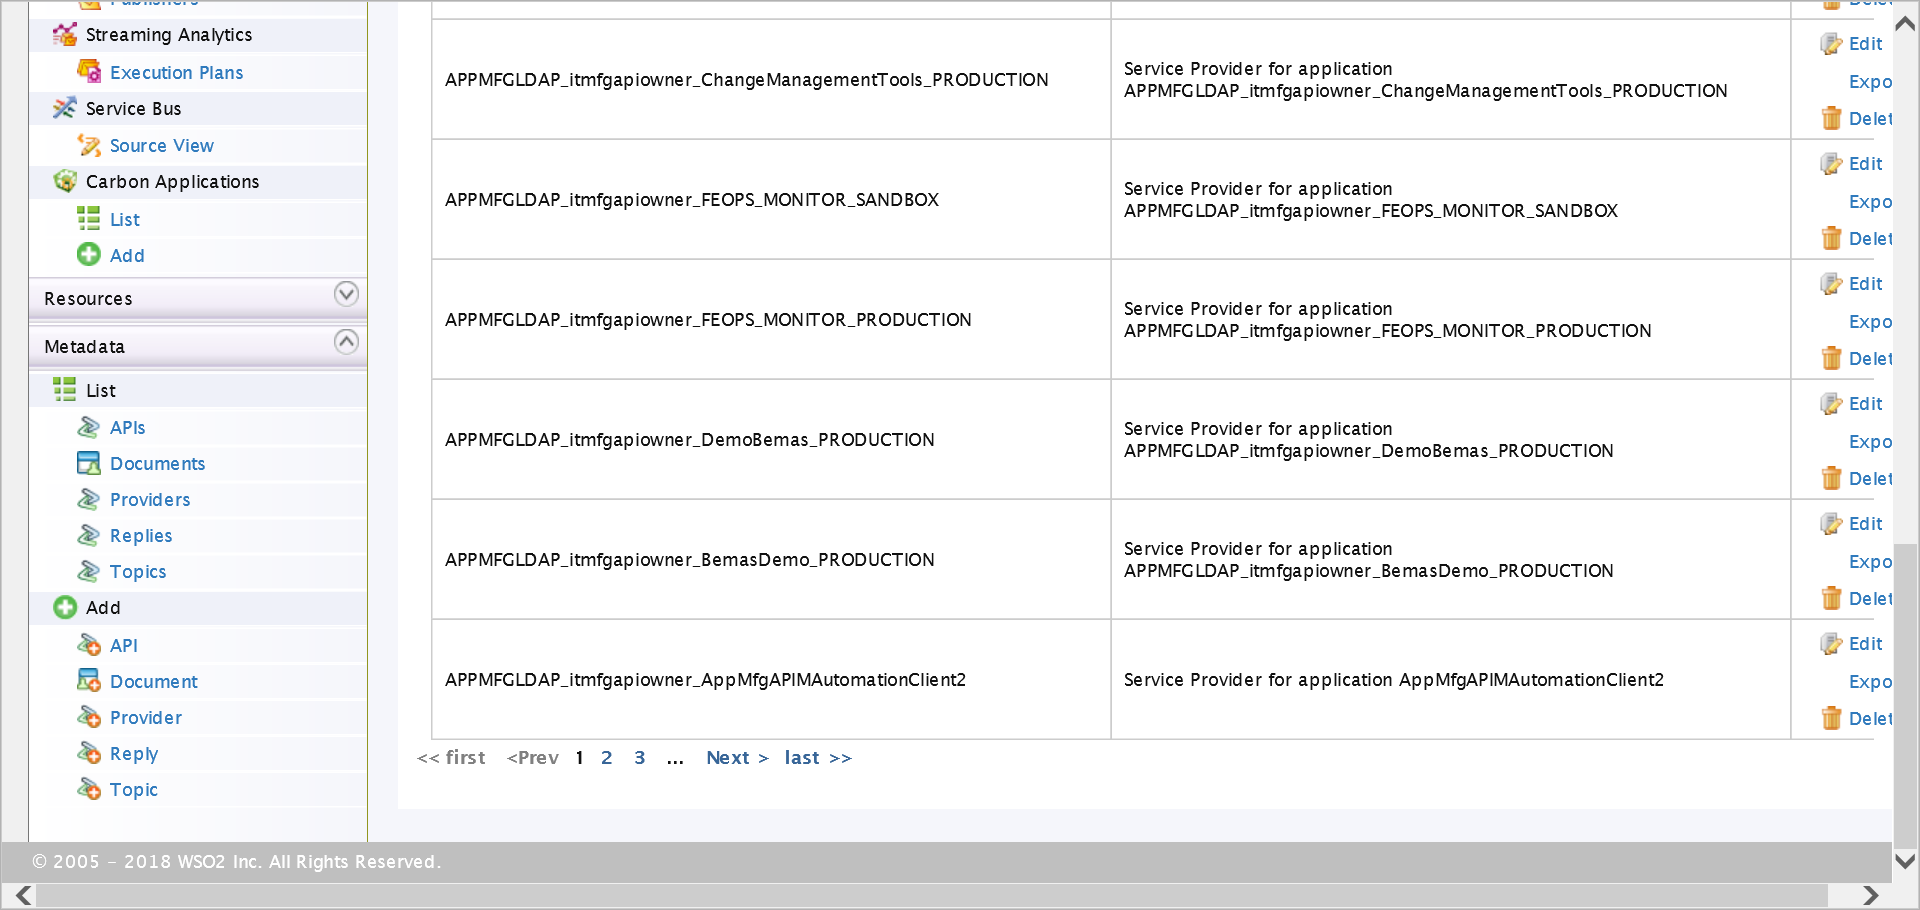 Publishers
Streaming Analytics
Execution Plans
Service Bus
Source View
Carbon Applications
List
Add
Resources
Metadata
List
APIs
Documents
Providers
Replies
Topics
Add
API
Document
Provider
Reply
Topic
Delet
APPMFGLDAP_itmfgapiowner_ChangeManagementTools_PRODUCTION
Service Provider for application
APPMFGLDAP_itmfgapiowner_ChangeManagementTools_PRODUCTION
Edit
Expo
Delet
APPMFGLDAP_itmfgapiowner_FEOPS_MONITOR_SANDBOX
Service Provider for application
APPMFGLDAP_itmfgapiowner_FEOPS_MONITOR_SANDBOX
Edit
Expo
Delet
APPMFGLDAP_itmfgapiowner_FEOPS_MONITOR_PRODUCTION
Service Provider for application
APPMFGLDAP_itmfgapiowner_FEOPS_MONITOR_PRODUCTION
Edit
Expo
Delet
APPMFGLDAP_itmfgapiowner_DemoBemas_PRODUCTION
Service Provider for application
APPMFGLDAP_itmfgapiowner_DemoBemas_PRODUCTION
Edit
Expo
Delet
APPMFGLDAP_itmfgapiowner_BemasDemo_PRODUCTION
Service Provider for application
APPMFGLDAP_itmfgapiowner_BemasDemo_PRODUCTION
Edit
Expo
Delet
APPMFGLDAP_itmfgapiowner_AppMfgAPIMAutomationClient2
Service Provider for application AppMfgAPIMAutomationClient2
Edit
Expo
Delet
<< first <Prev 1 2 3 ... Next > last >>
© 2005 - 2018 WSO2 Inc. All Rights Reserved.